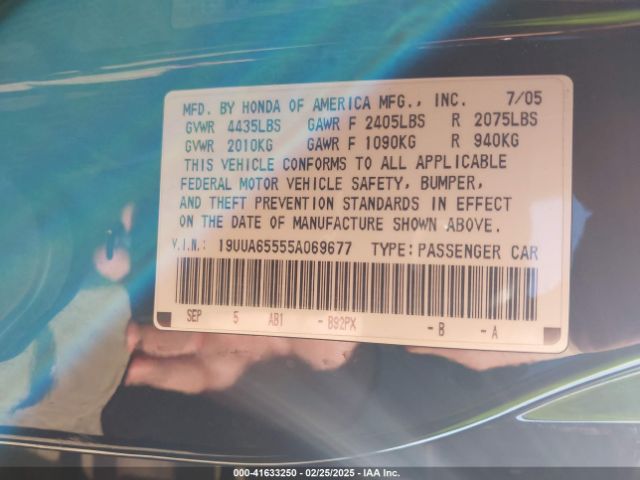 MFD. BY HONDA OF AMERICA MFG., INC. 7/05
GVWR 4435LBS GAWR F 2405LBS R 2075LBS
GVWR 2010KG GAWR F 1090KG R 940KG
THIS VEHICLE CONFORMS TO ALL APPLICABLE
FEDERAL MOTOR VEHICLE SAFETY, BUMPER,
AND THEFT PREVENTION STANDARDS IN EFFECT
ON THE DATE OF MANUFACTURE SHOWN ABOVE.
V.I.N: 19UUA65555A069677 TYPE:PASSENGER CAR
SEP 5 AB1 -B92PX -B -A
000-41633250 - 02/25/2025 - IAA Inc.